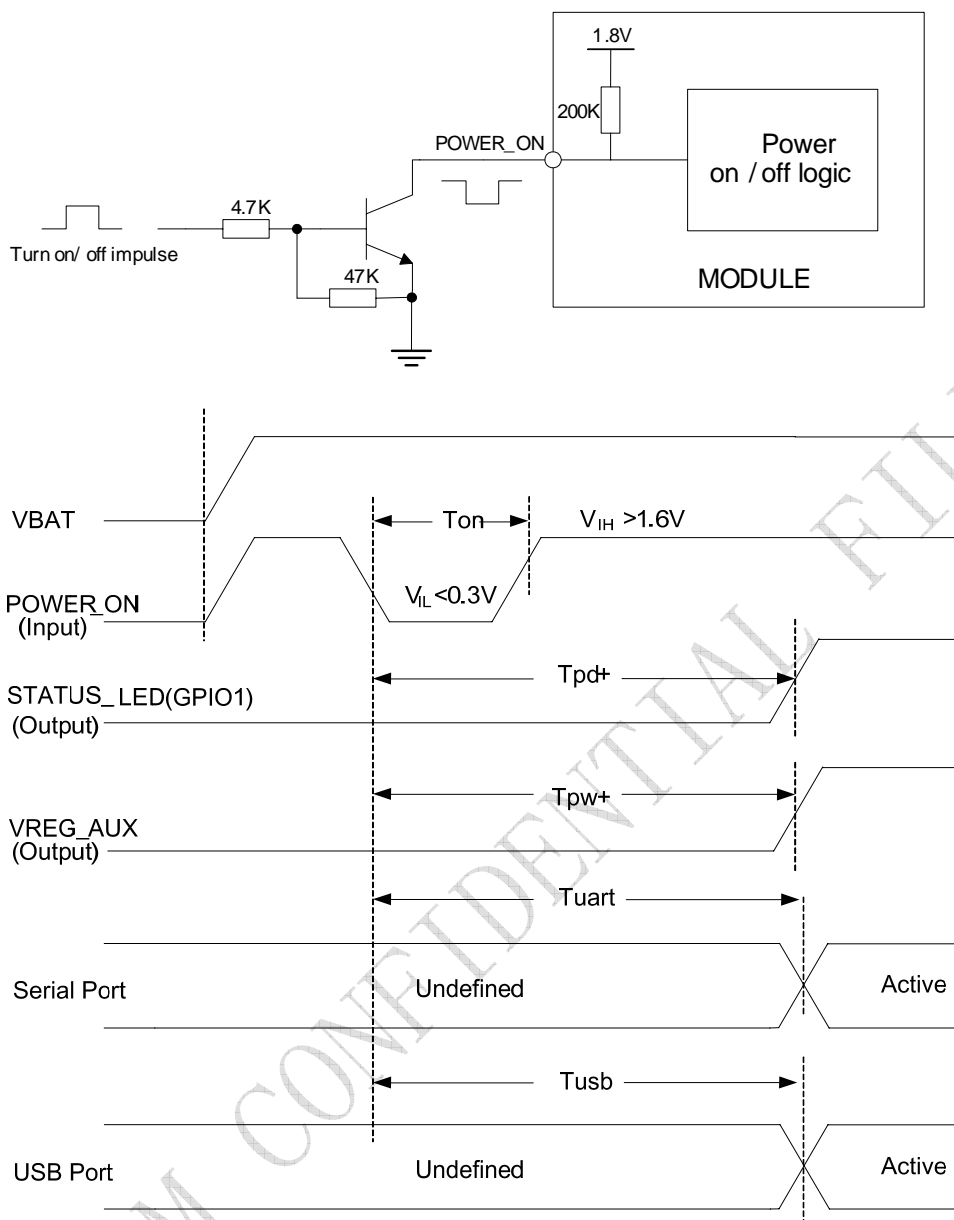 1.8V
200K
POWER_ON
Power
on / off logic
4.7K
Turn on/ off impulse
47K
MODULE
VBAT
Ton
VIH >1.6V
POWER_ON
(Input)
VIL<0.3V
STATUS_LED(GPIO1)
(Output)
Tpd+
VREG_AUX
(Output)
Tpw+
Tuart
Serial Port
Undefined
Active
Tusb
USB Port
Undefined
Active
CONFIDENTIAL